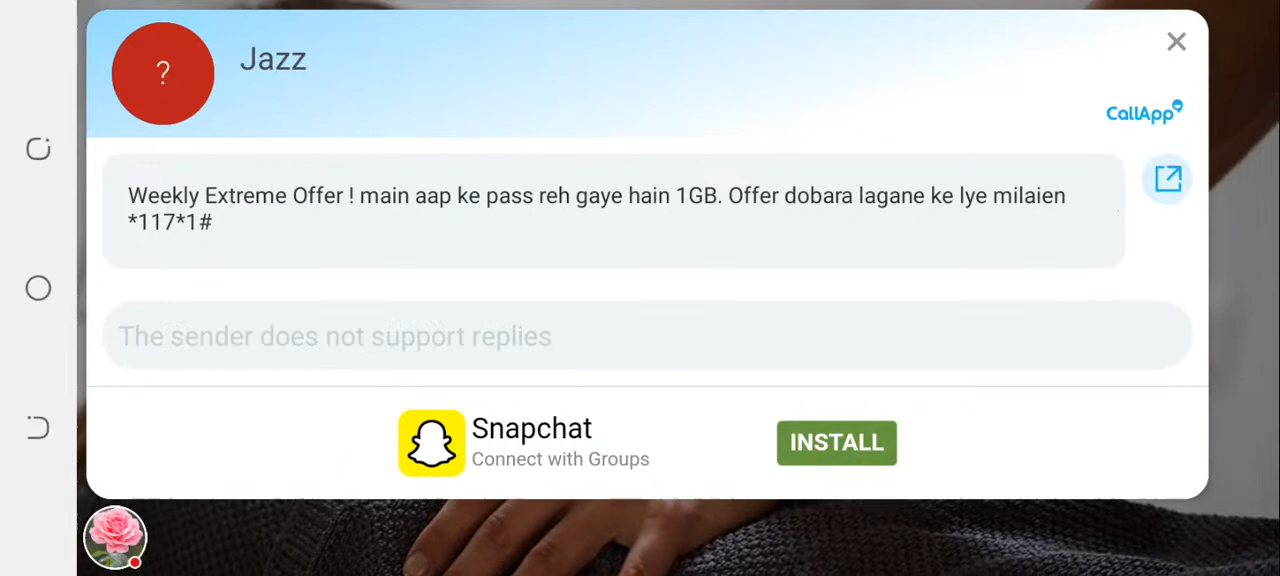 ?
Jazz
CallApp
Weekly Extreme Offer ! main aap ke pass reh gaye hain 1GB. Offer dobara lagane ke lye milaien
*117*1#
The sender does not support replies
Snapchat
Connect with Groups
INSTALL